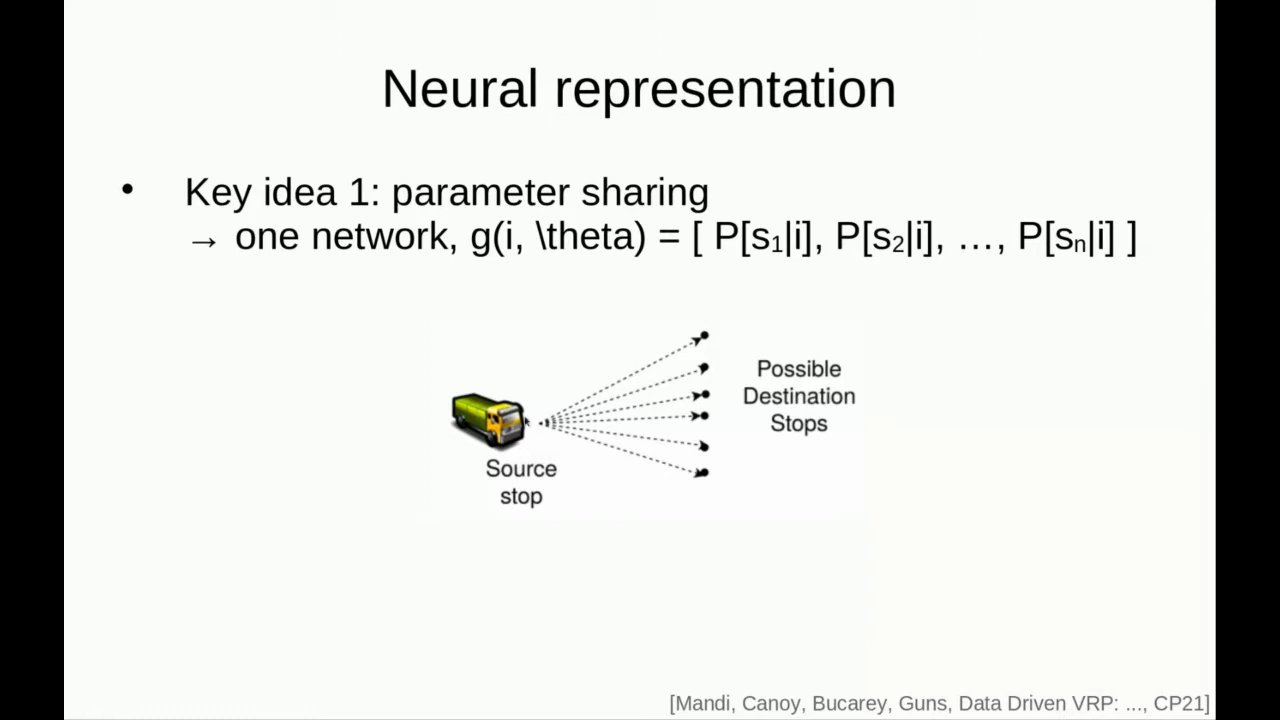 Neural representation
• Key idea 1: parameter sharing
→ one network, g(i, \theta) = [ P[s₁|i], P[s₂|i], …, P[sₙ|i] ]
Possible
Destination
Stops
Source
stop
[Mandi, Canoy, Bucarey, Guns, Data Driven VRP: ..., CP21]